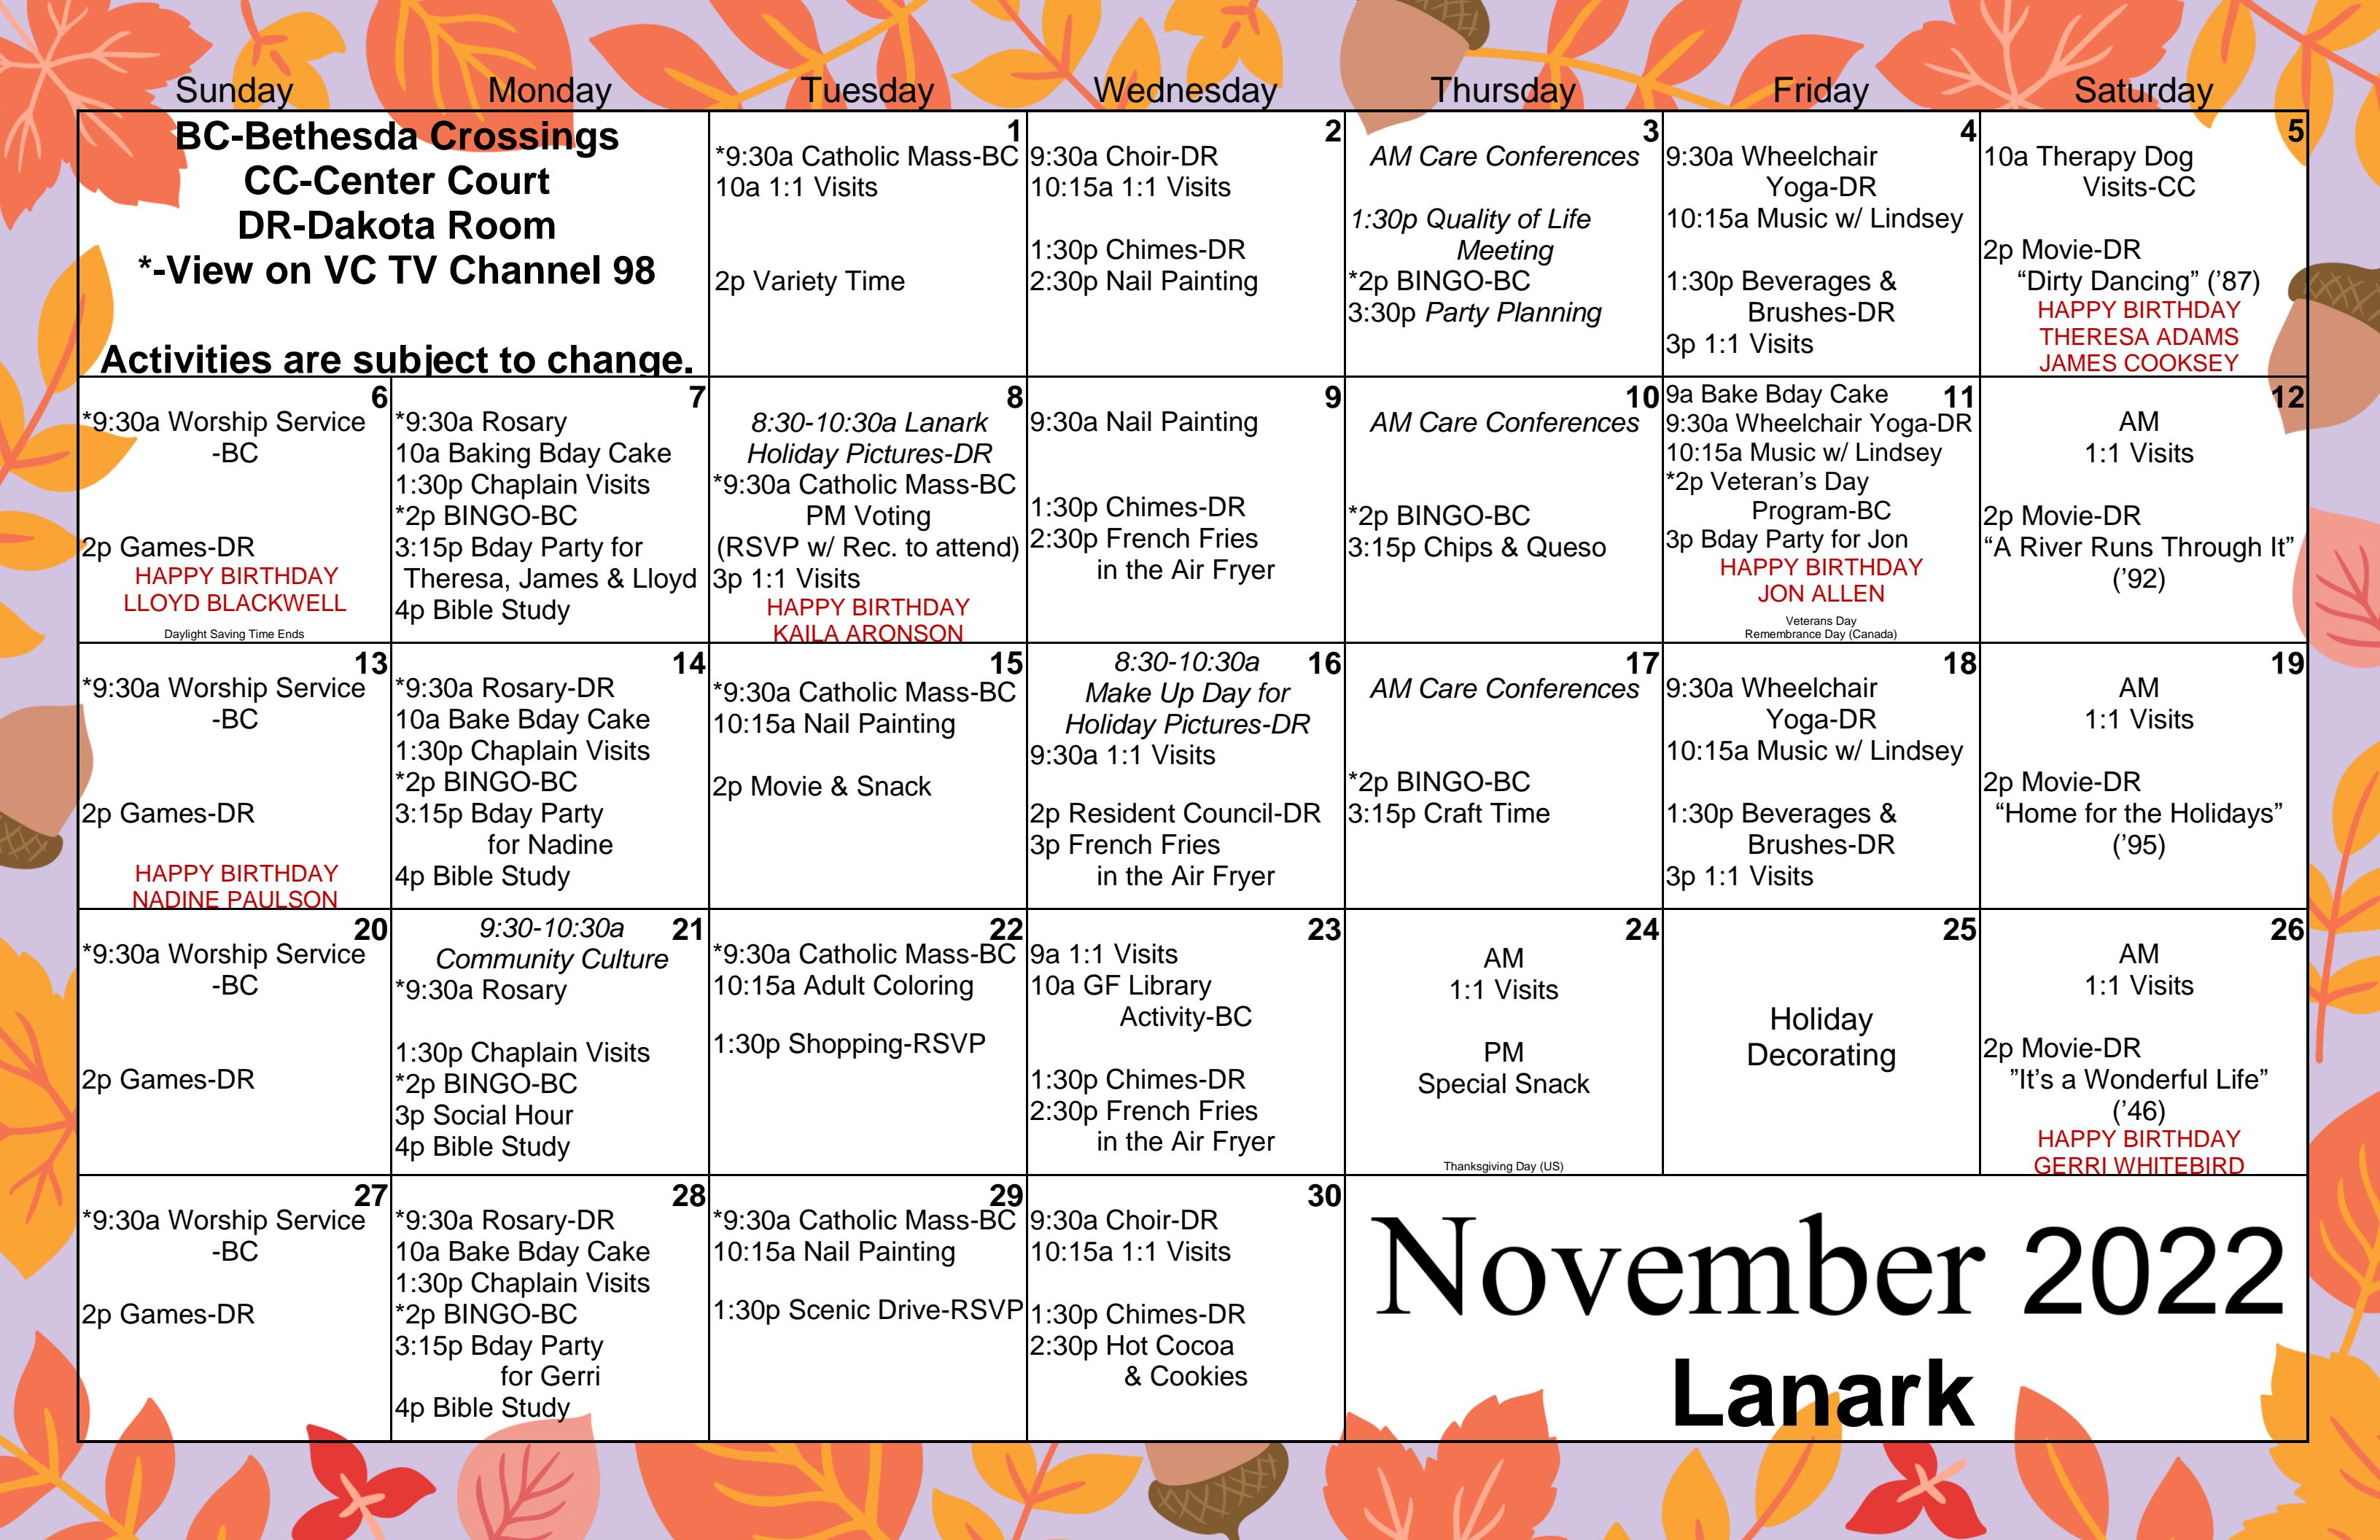 Sunday Monday Tuesday Wednesday Thursday Friday Saturday
BC-Bethesda Crossings
CC-Center Court
DR-Dakota Room
*-View on VC TV Channel 98
Activities are subject to change.
1
*9:30a Catholic Mass-BC
10a 1:1 Visits
2p Variety Time
2
9:30a Choir-DR
10:15a 1:1 Visits
1:30p Chimes-DR
2:30p Nail Painting
3
AM Care Conferences
1:30p Quality of Life
Meeting
*2p BINGO-BC
3:30p Party Planning
4
9:30a Wheelchair
Yoga-DR
10:15a Music w/ Lindsey
1:30p Beverages &
Brushes-DR
3p 1:1 Visits
5
10a Therapy Dog
Visits-CC
2p Movie-DR
“Dirty Dancing” (’87)
HAPPY BIRTHDAY
THERESA ADAMS
JAMES COOKSEY
6
*9:30a Worship Service
-BC
2p Games-DR
HAPPY BIRTHDAY
LLOYD BLACKWELL
Daylight Saving Time Ends
7
*9:30a Rosary
10a Baking Bday Cake
1:30p Chaplain Visits
*2p BINGO-BC
3:15p Bday Party for
Theresa, James & Lloyd
4p Bible Study
8
8:30-10:30a Lanark
Holiday Pictures-DR
*9:30a Catholic Mass-BC
PM Voting
(RSVP w/ Rec. to attend)
3p 1:1 Visits
HAPPY BIRTHDAY
KAILA ARONSON
9
9:30a Nail Painting
1:30p Chimes-DR
2:30p French Fries
in the Air Fryer
10
AM Care Conferences
*2p BINGO-BC
3:15p Chips & Queso
9a Bake Bday Cake 11
9:30a Wheelchair Yoga-DR
10:15a Music w/ Lindsey
*2p Veteran’s Day
Program-BC
3p Bday Party for Jon
HAPPY BIRTHDAY
JON ALLEN
Veterans Day
Remembrance Day (Canada)
12
AM
1:1 Visits
2p Movie-DR
“A River Runs Through It”
(’92)
13
*9:30a Worship Service
-BC
2p Games-DR
HAPPY BIRTHDAY
NADINE PAULSON
14
*9:30a Rosary-DR
10a Bake Bday Cake
1:30p Chaplain Visits
*2p BINGO-BC
3:15p Bday Party
for Nadine
4p Bible Study
15
*9:30a Catholic Mass-BC
10:15a Nail Painting
2p Movie & Snack
8:30-10:30a 16
Make Up Day for
Holiday Pictures-DR
9:30a 1:1 Visits
2p Resident Council-DR
3p French Fries
in the Air Fryer
17
AM Care Conferences
*2p BINGO-BC
3:15p Craft Time
18
9:30a Wheelchair
Yoga-DR
10:15a Music w/ Lindsey
1:30p Beverages &
Brushes-DR
3p 1:1 Visits
19
AM
1:1 Visits
2p Movie-DR
“Home for the Holidays”
(’95)
20
*9:30a Worship Service
-BC
2p Games-DR
9:30-10:30a 21
Community Culture
*9:30a Rosary
1:30p Chaplain Visits
*2p BINGO-BC
3p Social Hour
4p Bible Study
22
*9:30a Catholic Mass-BC
10:15a Adult Coloring
1:30p Shopping-RSVP
23
9a 1:1 Visits
10a GF Library
Activity-BC
1:30p Chimes-DR
2:30p French Fries
in the Air Fryer
24
AM
1:1 Visits
PM
Special Snack
Thanksgiving Day (US)
25
Holiday
Decorating
26
AM
1:1 Visits
2p Movie-DR
”It’s a Wonderful Life”
(’46)
HAPPY BIRTHDAY
GERRI WHITEBIRD
27
*9:30a Worship Service
-BC
2p Games-DR
28
*9:30a Rosary-DR
10a Bake Bday Cake
1:30p Chaplain Visits
*2p BINGO-BC
3:15p Bday Party
for Gerri
4p Bible Study
29
*9:30a Catholic Mass-BC
10:15a Nail Painting
1:30p Scenic Drive-RSVP
30
9:30a Choir-DR
10:15a 1:1 Visits
1:30p Chimes-DR
2:30p Hot Cocoa
& Cookies
November 2022
Lanark